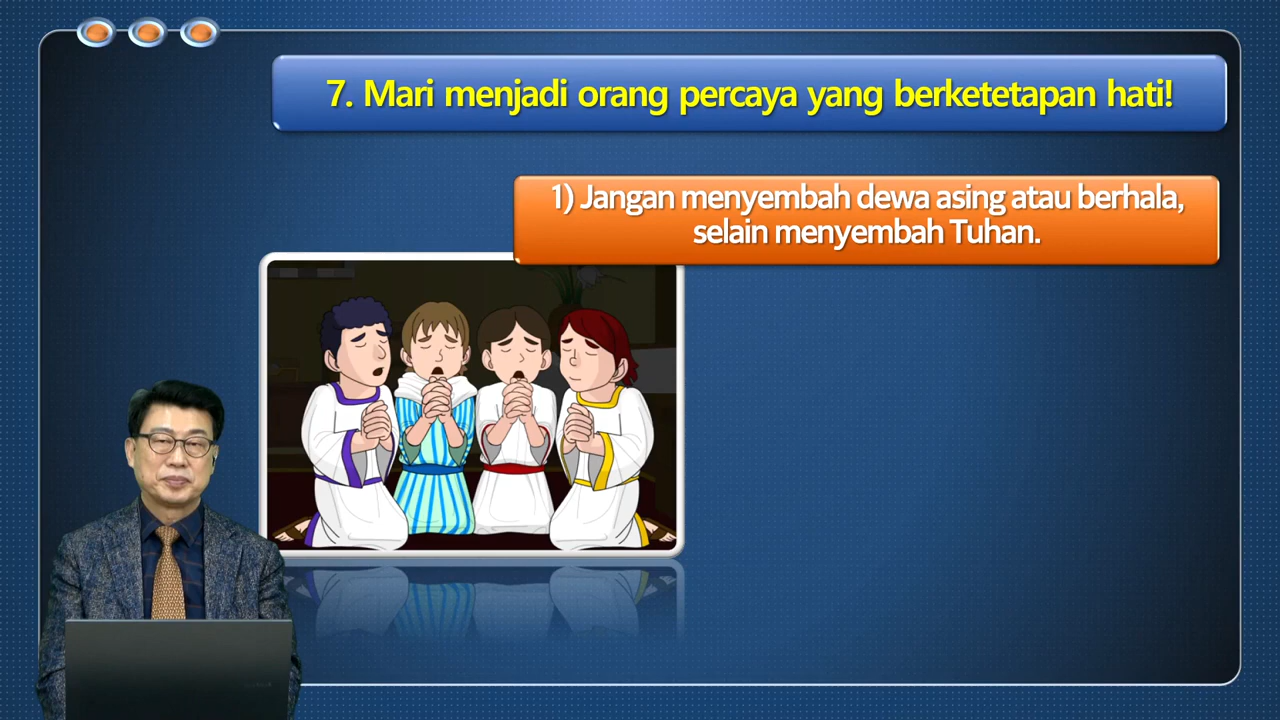 7. Mari menjadi orang percaya yang berketetapan hati!
1) Jangan menyembah dewa asing atau berhala,
selain menyembah Tuhan.